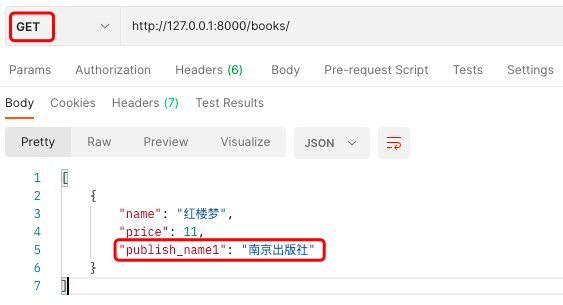 GET http://127.0.0.1:8000/books/
Params Authorization Headers (6) Body Pre-request Script Tests Settings
Body Cookies Headers (7) Test Results
Pretty Raw Preview Visualize JSON
1 [
2 {
3 "name": "红楼梦",
4 "price": 11,
5 "publish_name1": "南京出版社"
6 }
7 ]